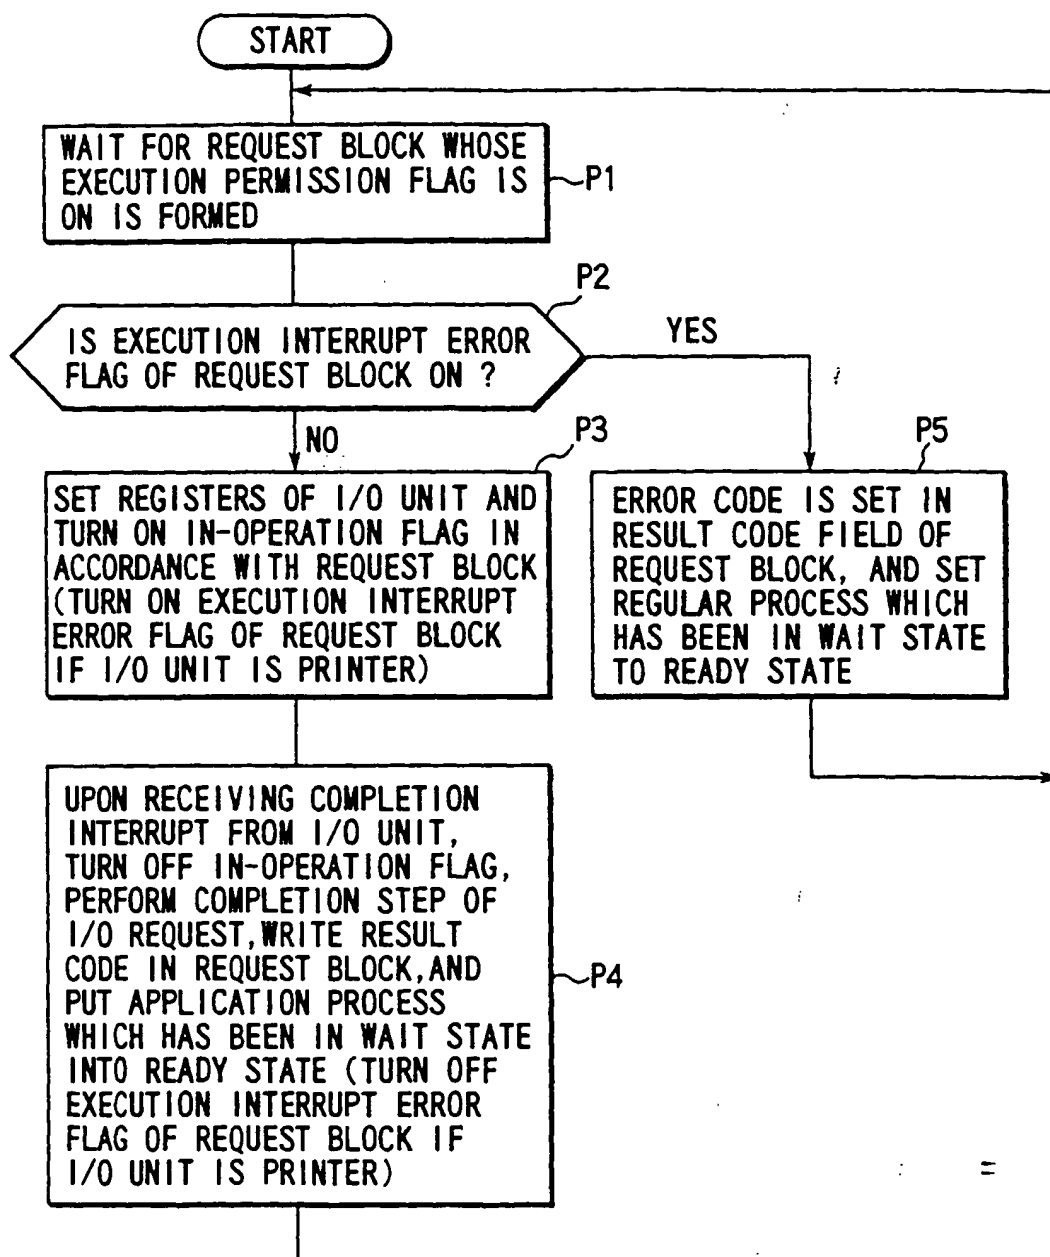 START
WAIT FOR REQUEST BLOCK WHOSE
EXECUTION PERMISSION FLAG IS
ON IS FORMED
P1
P2
IS EXECUTION INTERRUPT ERROR
FLAG OF REQUEST BLOCK ON ?
YES
NO
P3
SET REGISTERS OF I/O UNIT AND
TURN ON IN-OPERATION FLAG IN
ACCORDANCE WITH REQUEST BLOCK
(TURN ON EXECUTION INTERRUPT
ERROR FLAG OF REQUEST BLOCK
IF I/O UNIT IS PRINTER)
P5
ERROR CODE IS SET IN
RESULT CODE FIELD OF
REQUEST BLOCK, AND SET
REGULAR PROCESS WHICH
HAS BEEN IN WAIT STATE
TO READY STATE
UPON RECEIVING COMPLETION
INTERRUPT FROM I/O UNIT,
TURN OFF IN-OPERATION FLAG,
PERFORM COMPLETION STEP OF
I/O REQUEST, WRITE RESULT
CODE IN REQUEST BLOCK, AND
PUT APPLICATION PROCESS
WHICH HAS BEEN IN WAIT STATE
INTO READY STATE (TURN OFF
EXECUTION INTERRUPT ERROR
FLAG OF REQUEST BLOCK IF
I/O UNIT IS PRINTER)
P4